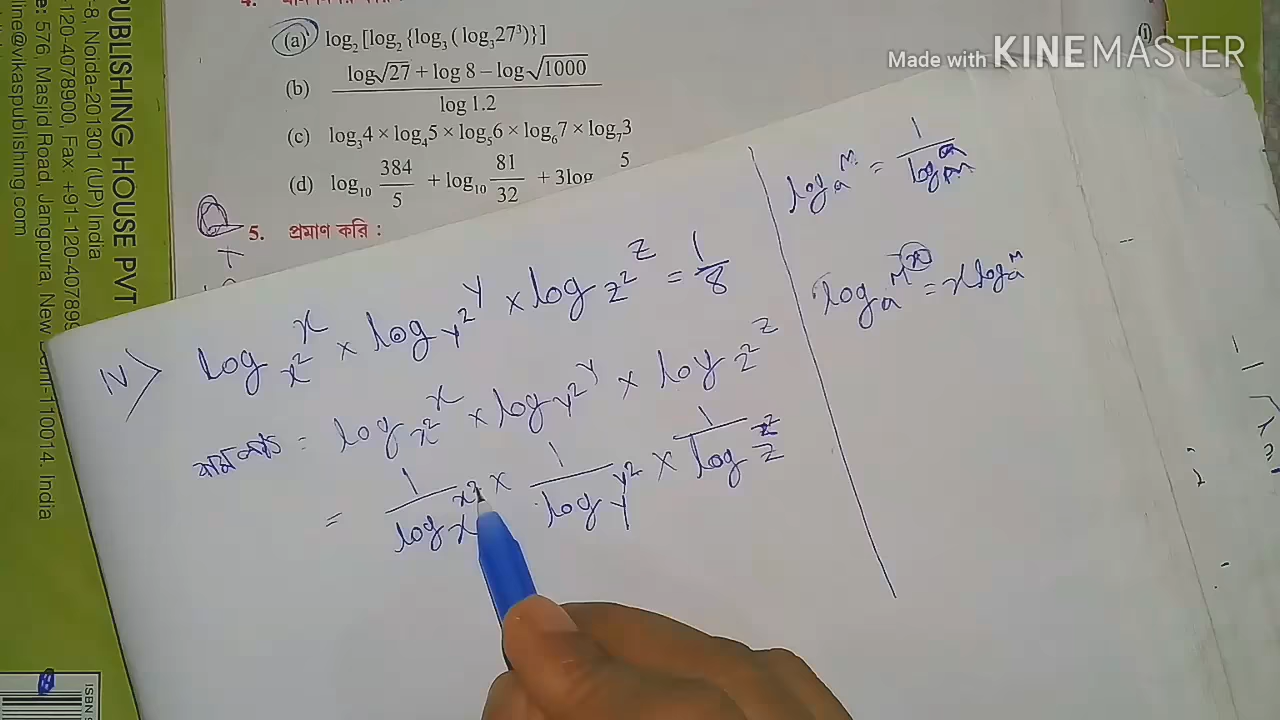 PUBLISHING HOUSE PVT
-8, Noida-201301 (UP) India
-120-4078900, Fax: +91-120-40789
e: 576, Masjid Road, Jangpura, New Delhi-110014. India
line@vikaspublishing.com
ISBN
Made with KINEMASTER
(i)
4.
(a) log₂ [log₂ {log₃ (log₃27³)}]
(b) (log√27 + log 8 – log√1000) / log 1.2
(c) log₃4 × log₄5 × log₅6 × log₆7 × log₇3
(d) log₁₀ 384/5 + log₁₀ 81/32 + 3log 5
5. প্রমাণ করি :
IV> log_{x²} x × log_{y²} y × log_{z²} z = 1/8
বামপক্ষ = log_{x²} x × log_{y²} y × log_{z²} z
= 1/log_x x² × 1/log_y y² × 1/log_z z²
log_a M = 1/log_M a
log_a M^x = x log_a M